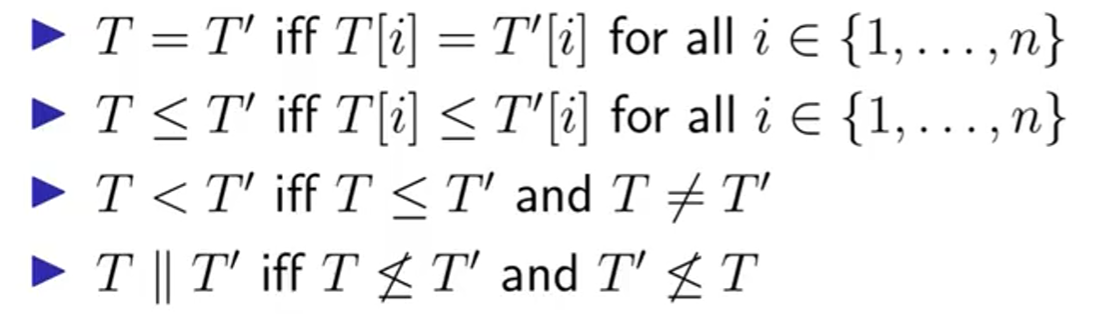 ▶ T = T′ iff T[i] = T′[i] for all i ∈ {1, . . . , n}
▶ T ≤ T′ iff T[i] ≤ T′[i] for all i ∈ {1, . . . , n}
▶ T < T′ iff T ≤ T′ and T ≠ T′
▶ T ∥ T′ iff T ≰ T′ and T′ ≰ T